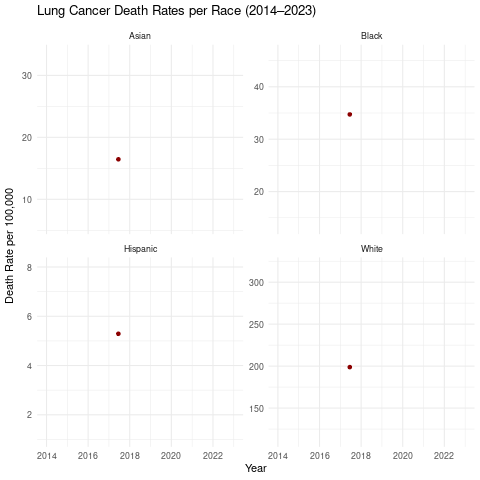 Lung Cancer Death Rates per Race (2014–2023)
Asian
Black
30
20
10
40
30
20
Death Rate per 100,000
Hispanic
White
8
6
4
2
300
250
200
150
2014 2016 2018 2020 2022
2014 2016 2018 2020 2022
Year